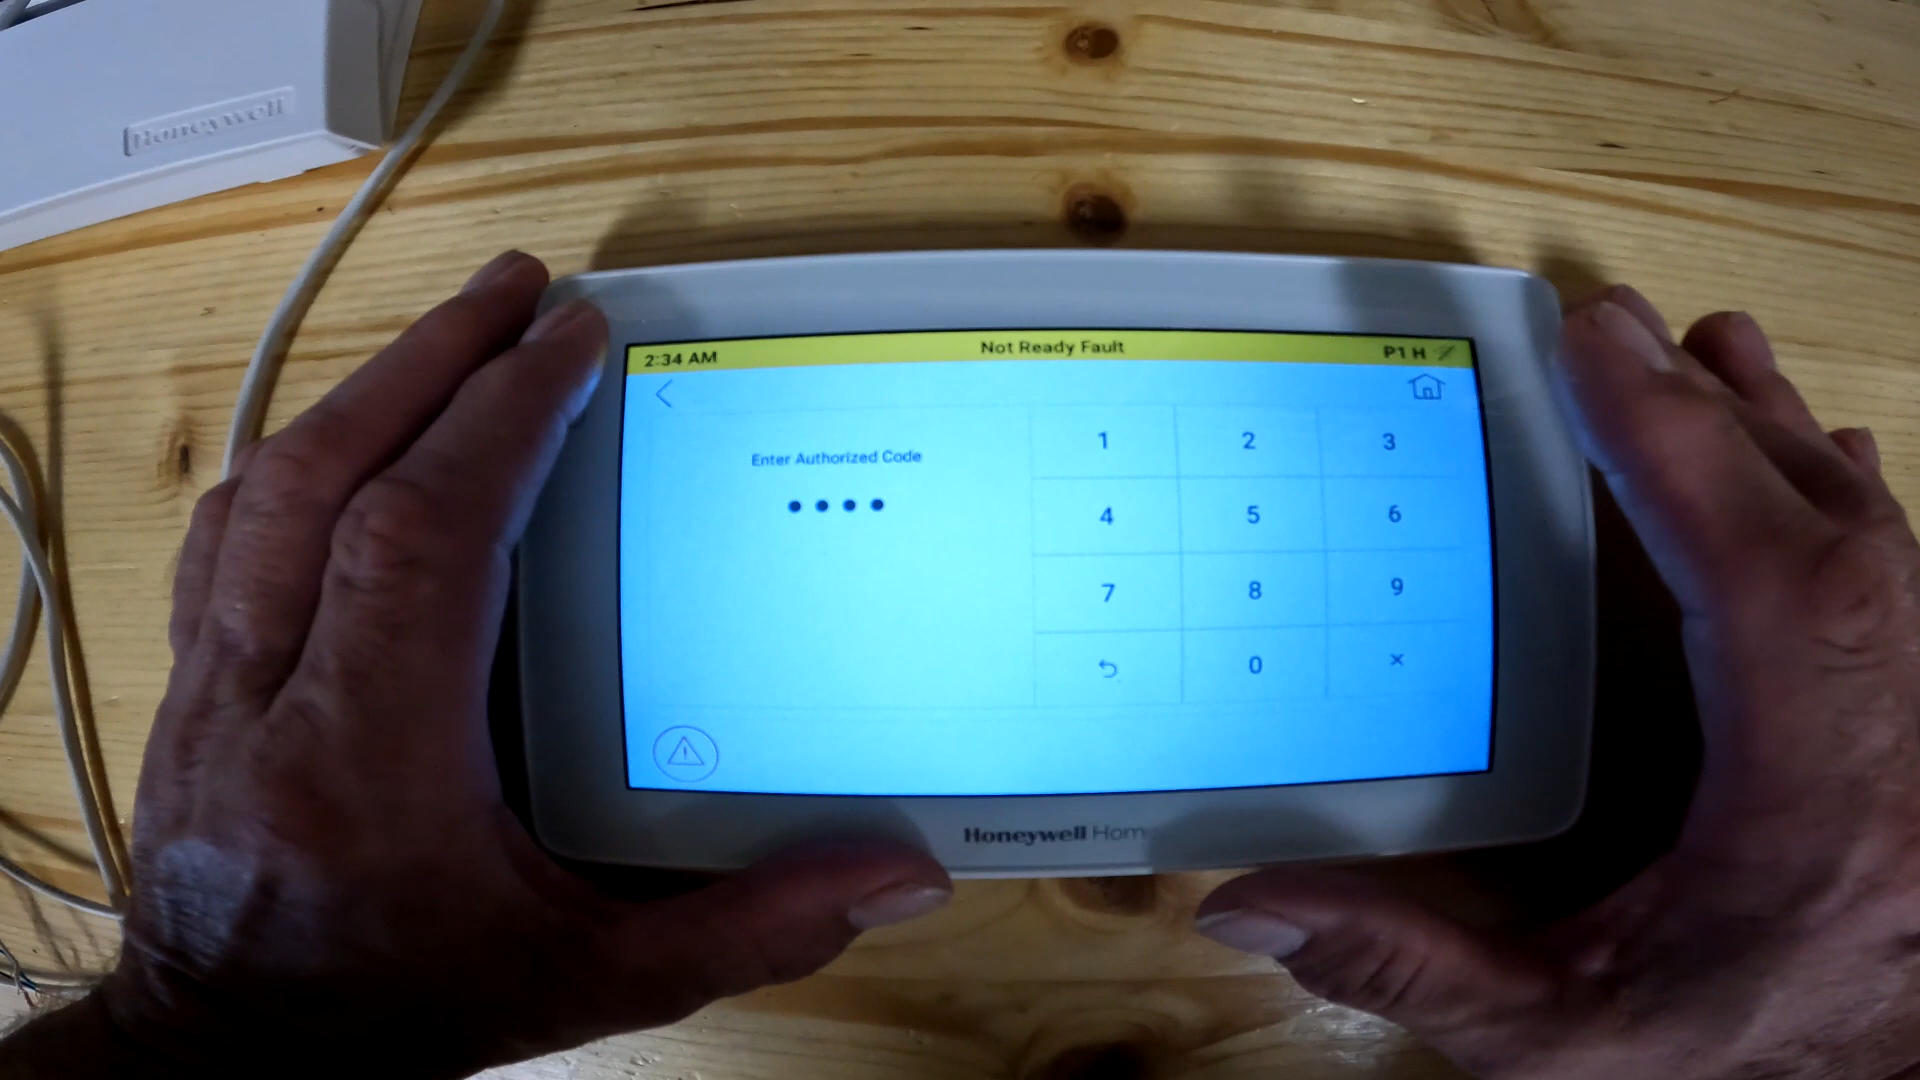 Honeywell
2:34 AM Not Ready Fault P1 H
Enter Authorized Code
1 2 3
4 5 6
7 8 9
0 ×
Honeywell Home